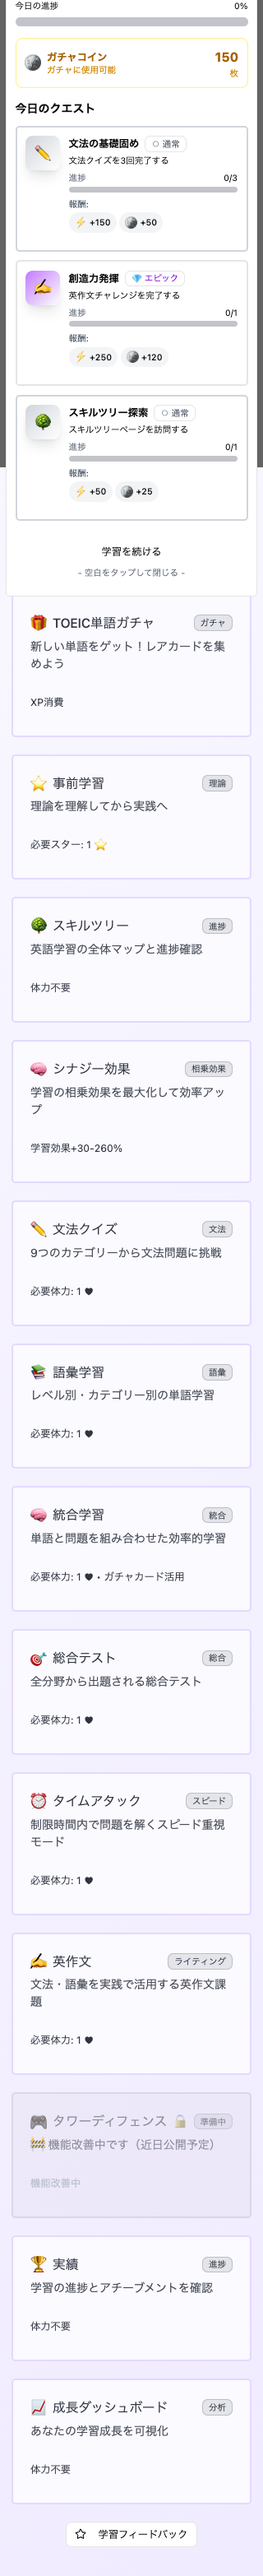 今日の進捗 0%
ガチャコイン 150
ガチャに使用可能 枚
今日のクエスト
文法の基礎固め 通常
文法クイズを3回完了する
進捗 0/3
報酬:
+150 +50
創造力発揮 エピック
英作文チャレンジを完了する
進捗 0/1
報酬:
+250 +120
スキルツリー探索 通常
スキルツリーページを訪問する
進捗 0/1
報酬:
+50 +25
学習を続ける
- 空白をタップして閉じる -
TOEIC単語ガチャ ガチャ
新しい単語をゲット！レアカードを集
めよう
XP消費
事前学習 理論
理論を理解してから実践へ
必要スター: 1
スキルツリー 進捗
英語学習の全体マップと進捗確認
体力不要
シナジー効果 相乗効果
学習の相乗効果を最大化して効率アッ
プ
学習効果+30-260%
文法クイズ 文法
9つのカテゴリーから文法問題に挑戦
必要体力: 1
語彙学習 語彙
レベル別・カテゴリー別の単語学習
必要体力: 1
統合学習 統合
単語と問題を組み合わせた効率的学習
必要体力: 1 • ガチャカード活用
総合テスト 総合
全分野から出題される総合テスト
必要体力: 1
タイムアタック スピード
制限時間内で問題を解くスピード重視
モード
必要体力: 1
英作文 ライティング
文法・語彙を実践で活用する英作文課
題
必要体力: 1
タワーディフェンス 準備中
機能改善中です（近日公開予定）
機能改善中
実績 進捗
学習の進捗とアチーブメントを確認
体力不要
成長ダッシュボード 分析
あなたの学習成長を可視化
体力不要
学習フィードバック